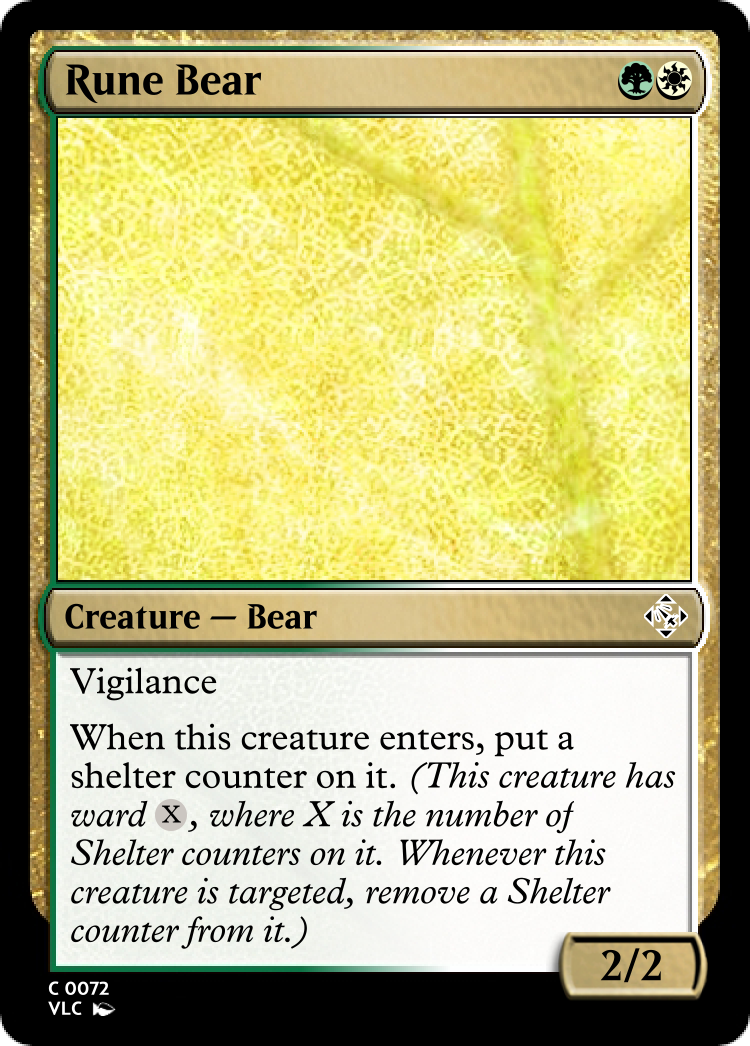 Rune Bear
Creature — Bear
Vigilance
When this creature enters, put a
shelter counter on it. (This creature has
ward X, where X is the number of
Shelter counters on it. Whenever this
creature is targeted, remove a Shelter
counter from it.)
2/2
C 0072
VLC